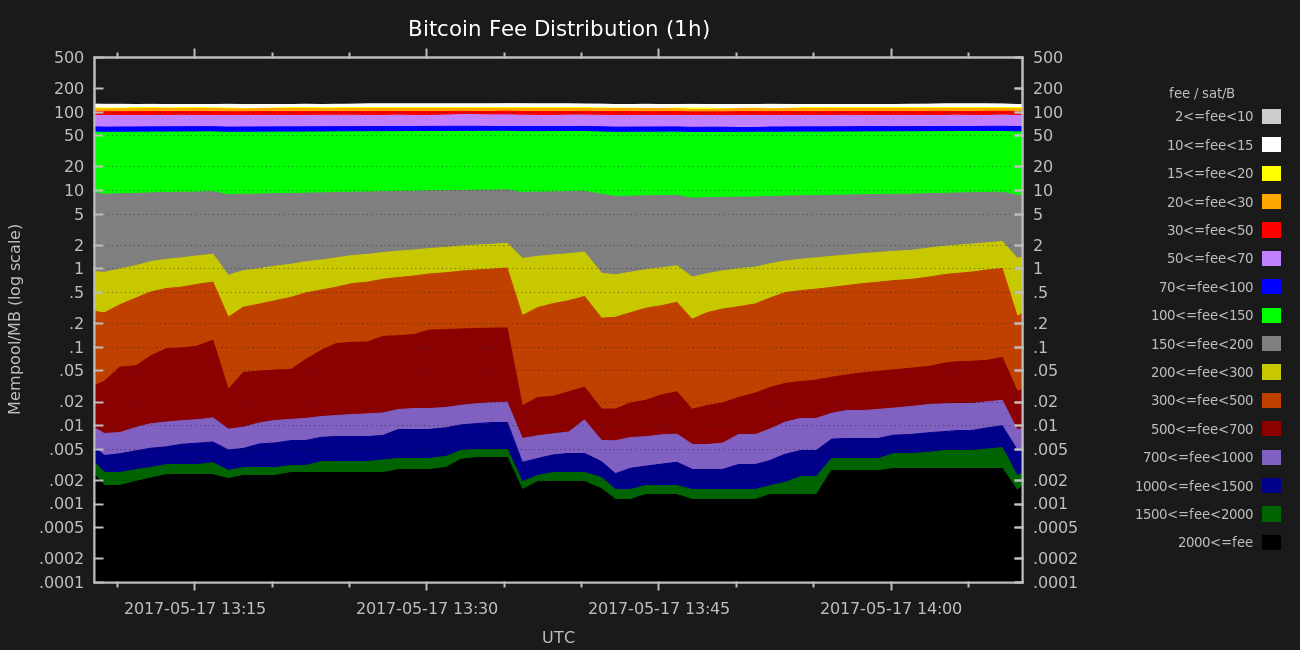 Bitcoin Fee Distribution (1h)
Mempool/MB (log scale)
500
200
100
50
20
10
5
2
1
.5
.2
.1
.05
.02
.01
.005
.002
.001
.0005
.0002
.0001
500
200
100
50
20
10
5
2
1
.5
.2
.1
.05
.02
.01
.005
.002
.001
.0005
.0002
.0001
2017-05-17 13:15
2017-05-17 13:30
2017-05-17 13:45
2017-05-17 14:00
UTC
fee / sat/B
2<=fee<10
10<=fee<15
15<=fee<20
20<=fee<30
30<=fee<50
50<=fee<70
70<=fee<100
100<=fee<150
150<=fee<200
200<=fee<300
300<=fee<500
500<=fee<700
700<=fee<1000
1000<=fee<1500
1500<=fee<2000
2000<=fee